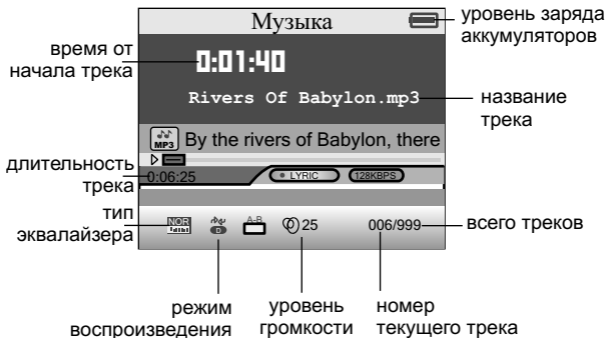 Музыка
уровень заряда
аккумуляторов
время от
начала трека
0:01:40
Rivers Of Babylon.mp3
название
трека
MP3
By the rivers of Babylon, there
длительность
трека
0:06:25
LYRIC
128KBPS
тип
эквалайзера
NOR
A-B
25
006/999
всего треков
режим
воспроизведения
уровень
громкости
номер
текущего трека